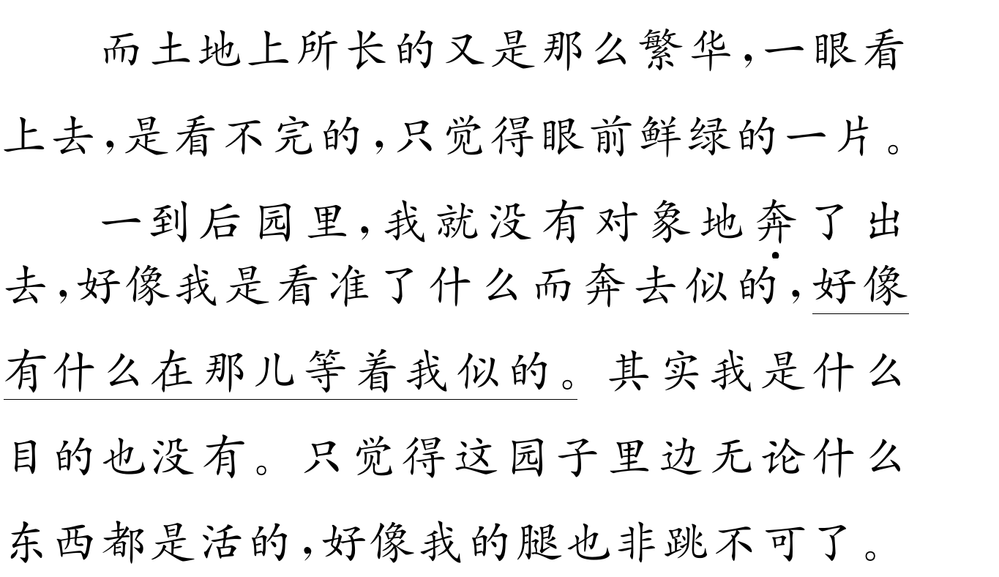 而土地上所长的又是那么繁华，一眼看
上去，是看不完的，只觉得眼前鲜绿的一片。
一到后园里，我就没有对象地奔了出
去，好像我是看准了什么而奔去似的，好像
有什么在那儿等着我似的。其实我是什么
目的也没有。只觉得这园子里边无论什么
东西都是活的，好像我的腿也非跳不可了。